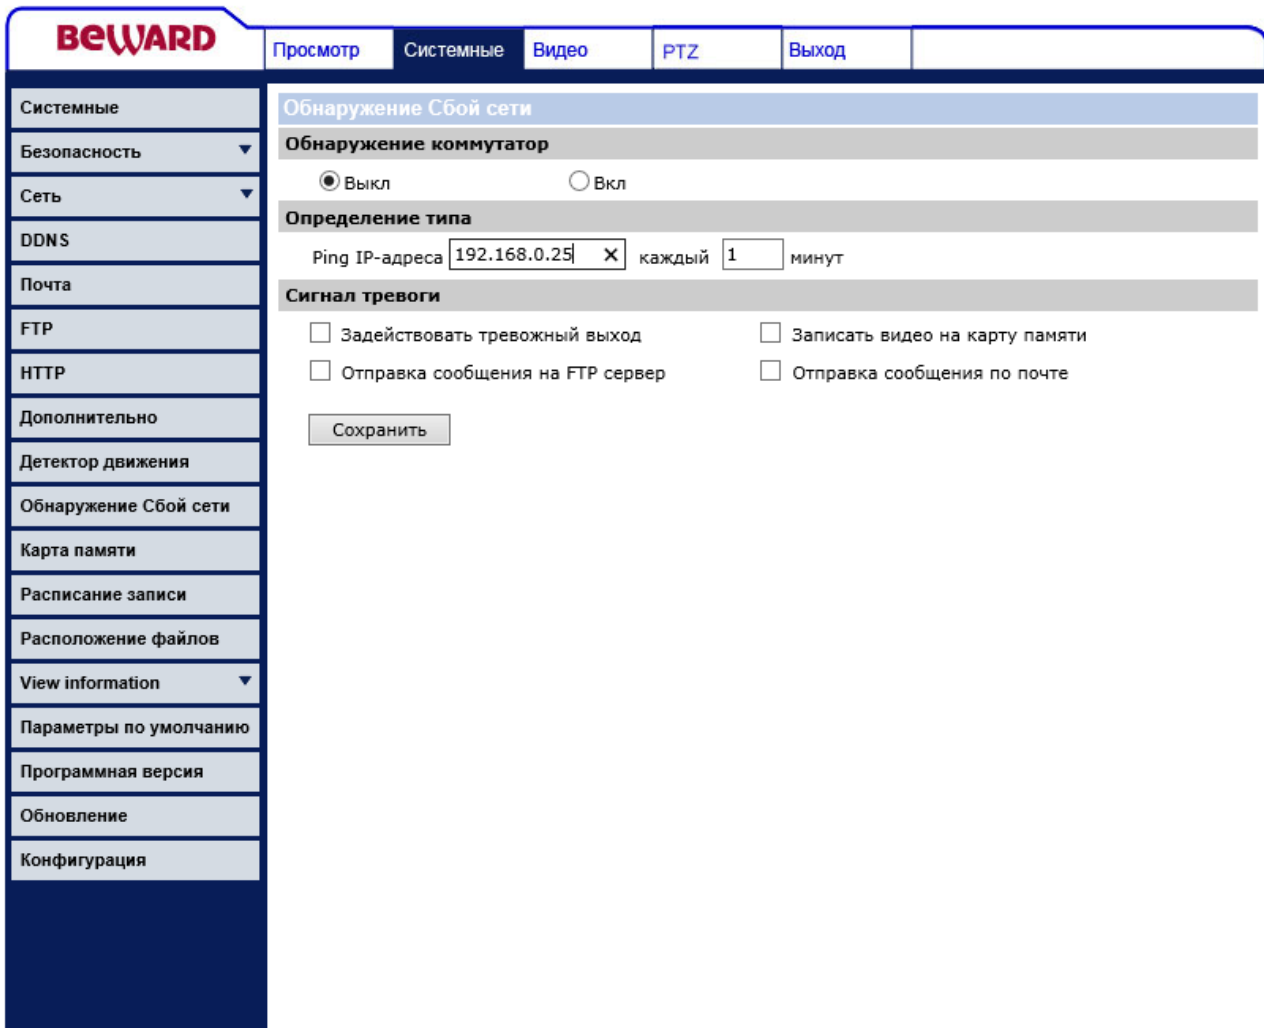 BEWARD
Просмотр Системные Видео PTZ Выход
Системные
Безопасность
Сеть
DDNS
Почта
FTP
HTTP
Дополнительно
Детектор движения
Обнаружение Сбой сети
Карта памяти
Расписание записи
Расположение файлов
View information
Параметры по умолчанию
Программная версия
Обновление
Конфигурация
Обнаружение Сбой сети
Обнаружение коммутатор
Выкл Вкл
Определение типа
Ping IP-адреса 192.168.0.25 каждый 1 минут
Сигнал тревоги
Задействовать тревожный выход Записать видео на карту памяти
Отправка сообщения на FTP сервер Отправка сообщения по почте
Сохранить